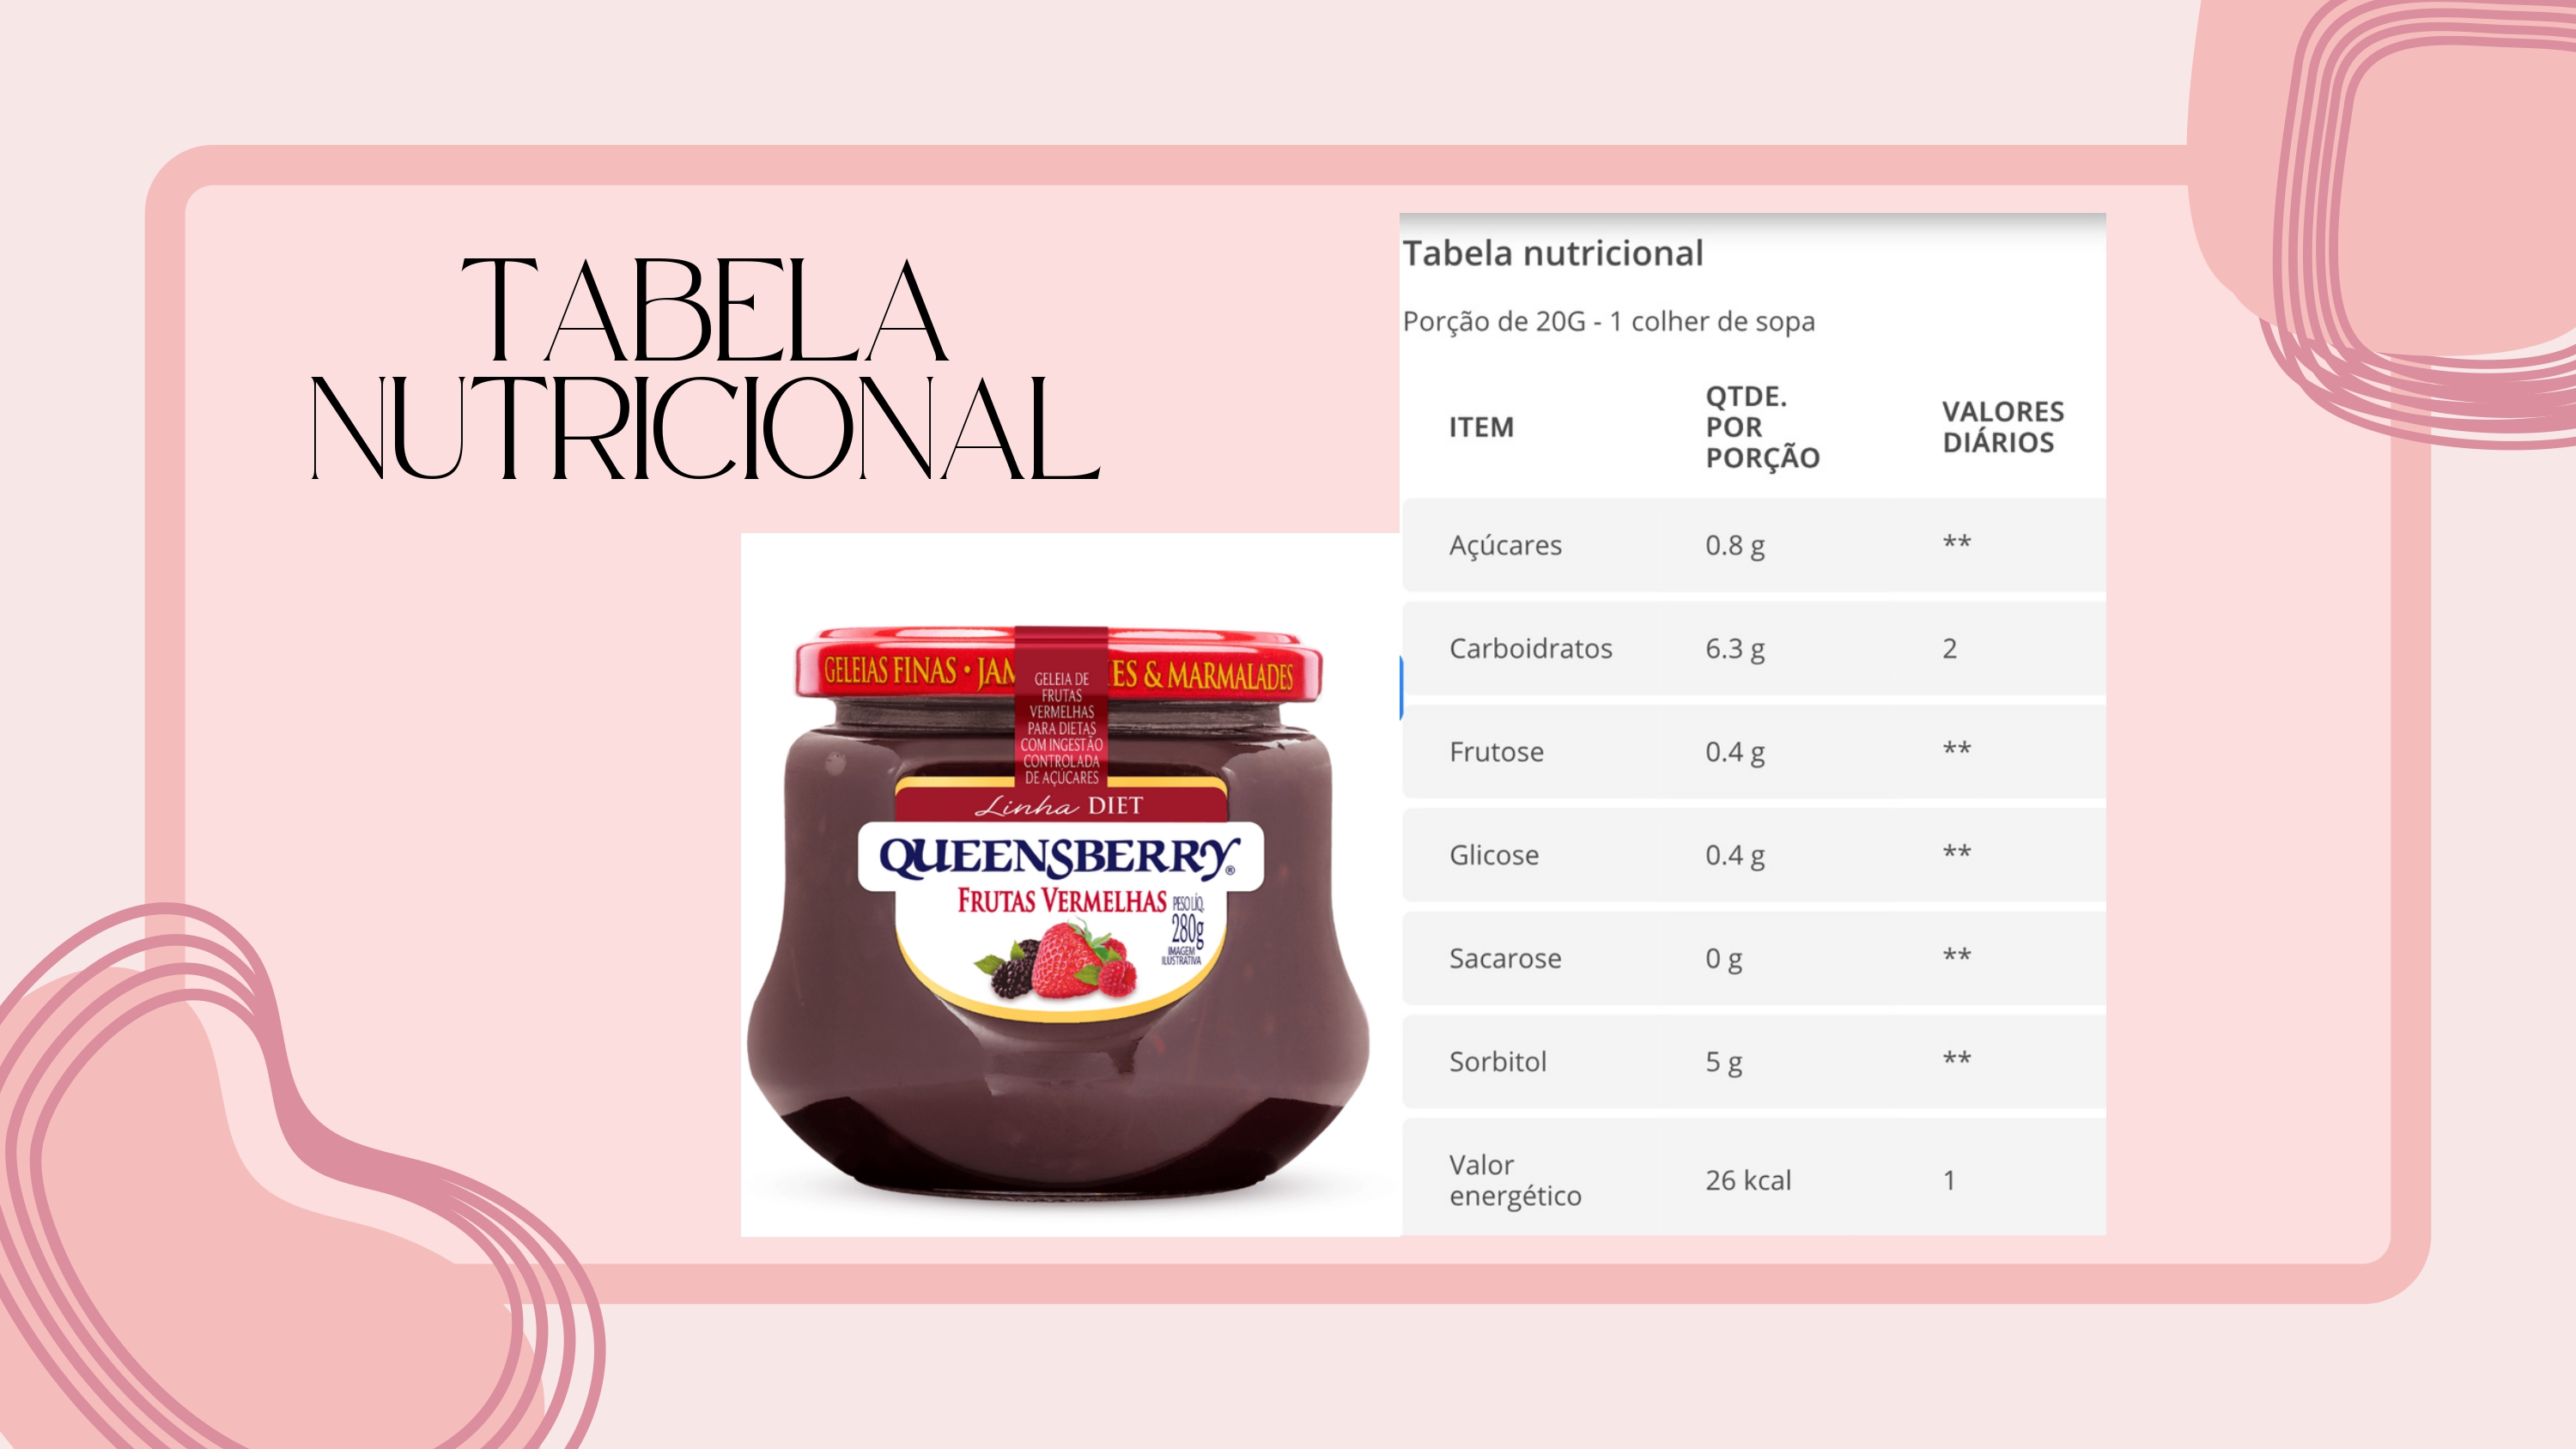 TABELA
NUTRICIONAL
GELEIAS FINAS • JAM ES & MARMALADES
GELEIA DE
FRUTAS
VERMELHAS
PARA DIETAS
COM INGESTÃO
CONTROLADA
DE AÇÚCARES
Linha DIET
QUEENSBERRY®
FRUTAS VERMELHAS
PESO LÍQ.
280g
IMAGEM
ILUSTRATIVA
Tabela nutricional
Porção de 20G - 1 colher de sopa
ITEM QTDE. POR PORÇÃO VALORES DIÁRIOS
Açúcares 0.8 g **
Carboidratos 6.3 g 2
Frutose 0.4 g **
Glicose 0.4 g **
Sacarose 0 g **
Sorbitol 5 g **
Valor energético 26 kcal 1